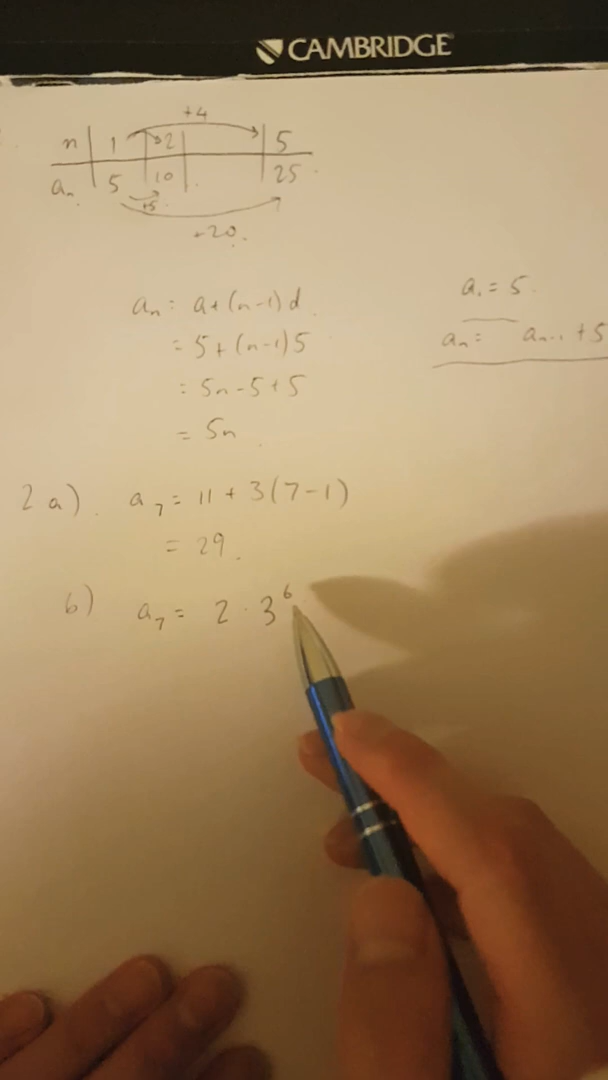 CAMBRIDGE
+4
n 1 2 5
aₙ 5 10 25
+5
+20.
aₙ = a+(n-1)d
= 5+(n-1)5
= 5n-5+5
= 5n
a₁ = 5.
aₙ = aₙ₋₁ +5
2 a). a₇ = 11 + 3(7-1)
= 29.
b) a₇ = 2 · 3⁶